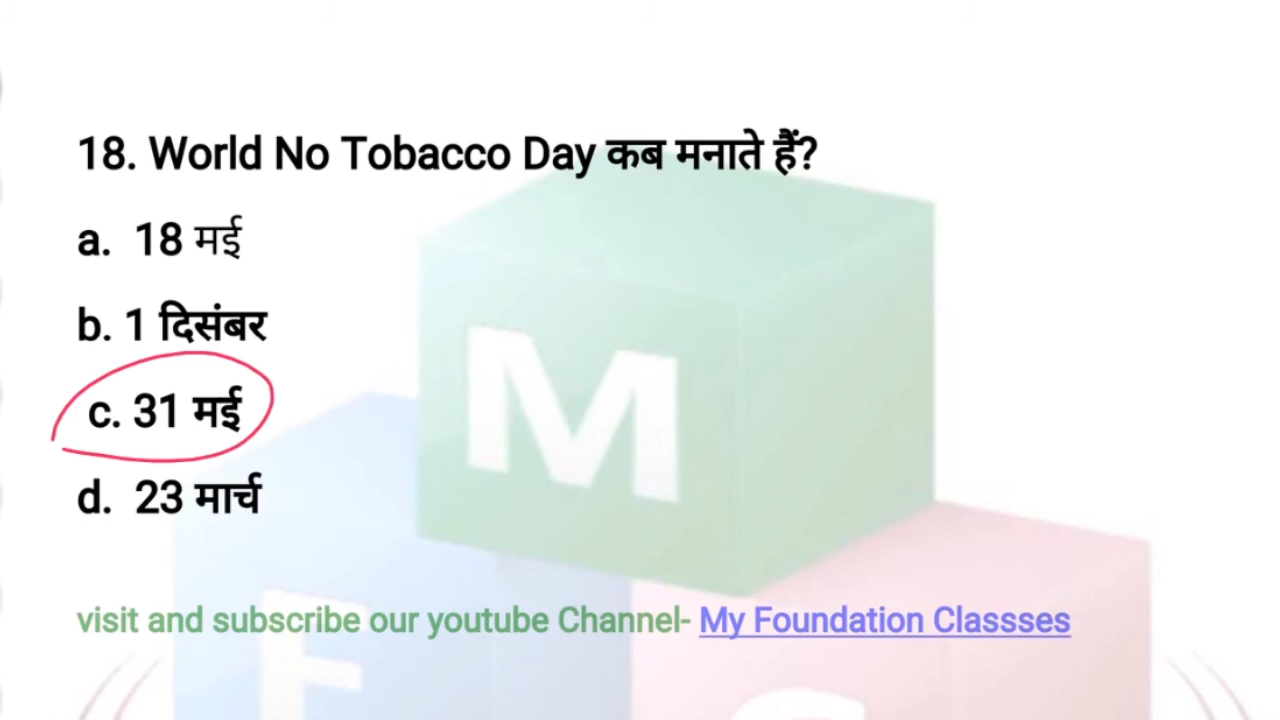 18. World No Tobacco Day कब मनाते हैं?
a. 18 मई
b. 1 दिसंबर
c. 31 मई
d. 23 मार्च
M
F
C
visit and subscribe our youtube Channel- My Foundation Classses